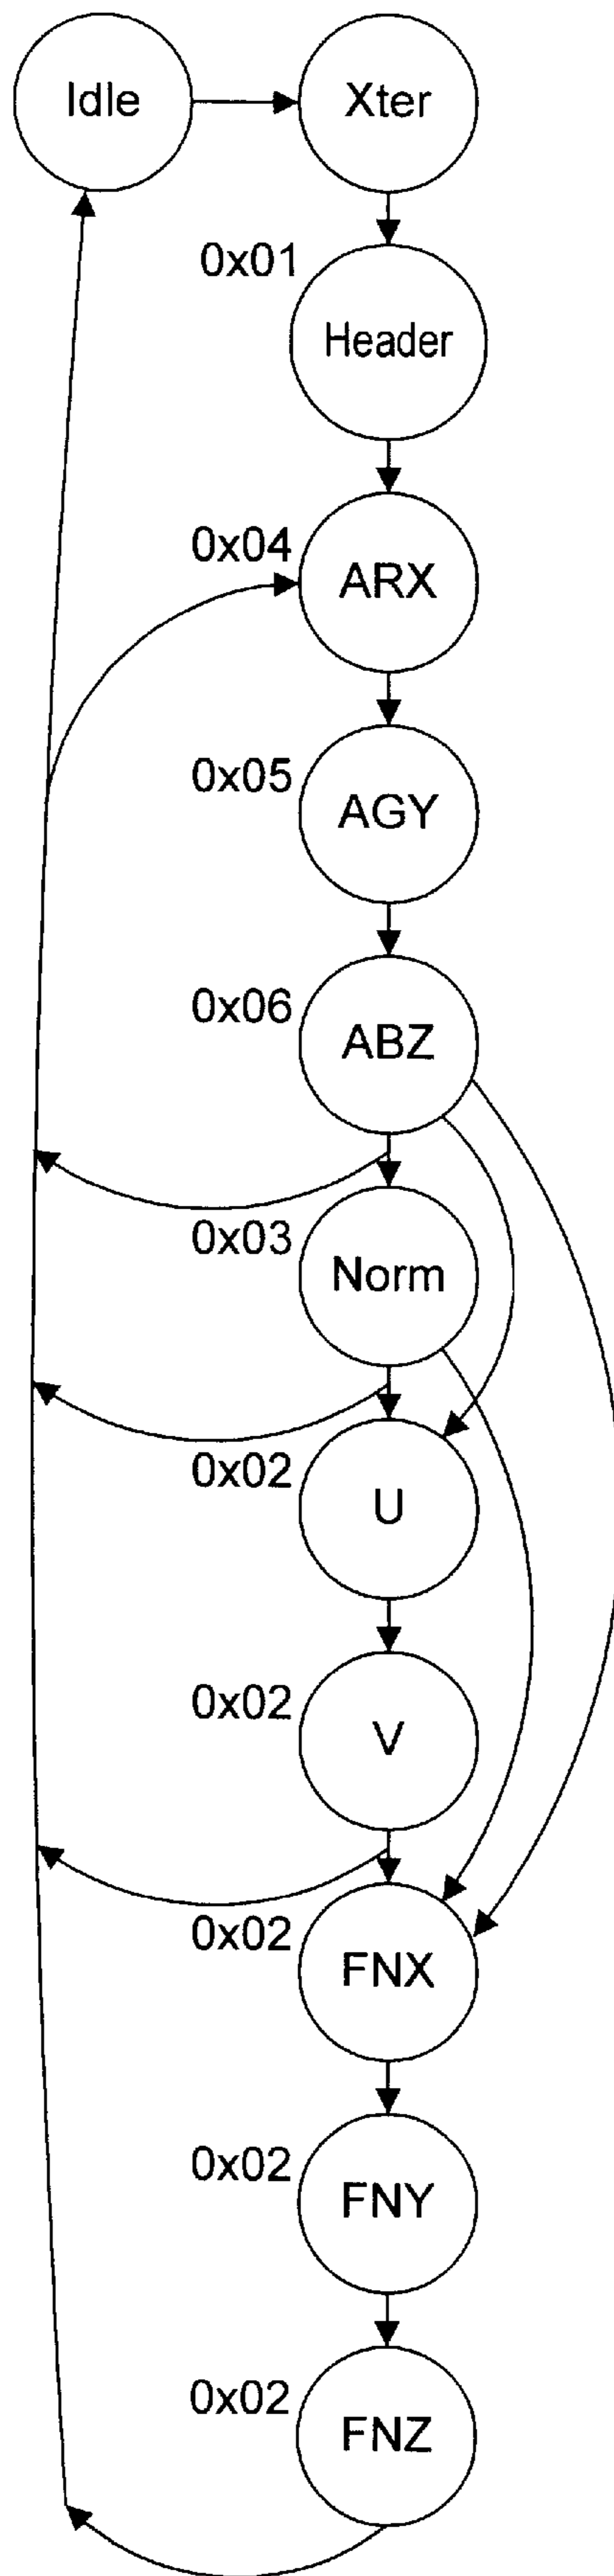 Idle
Xter
0x01
Header
0x04
ARX
0x05
AGY
0x06
ABZ
0x03
Norm
0x02
U
0x02
V
0x02
FNX
0x02
FNY
0x02
FNZ